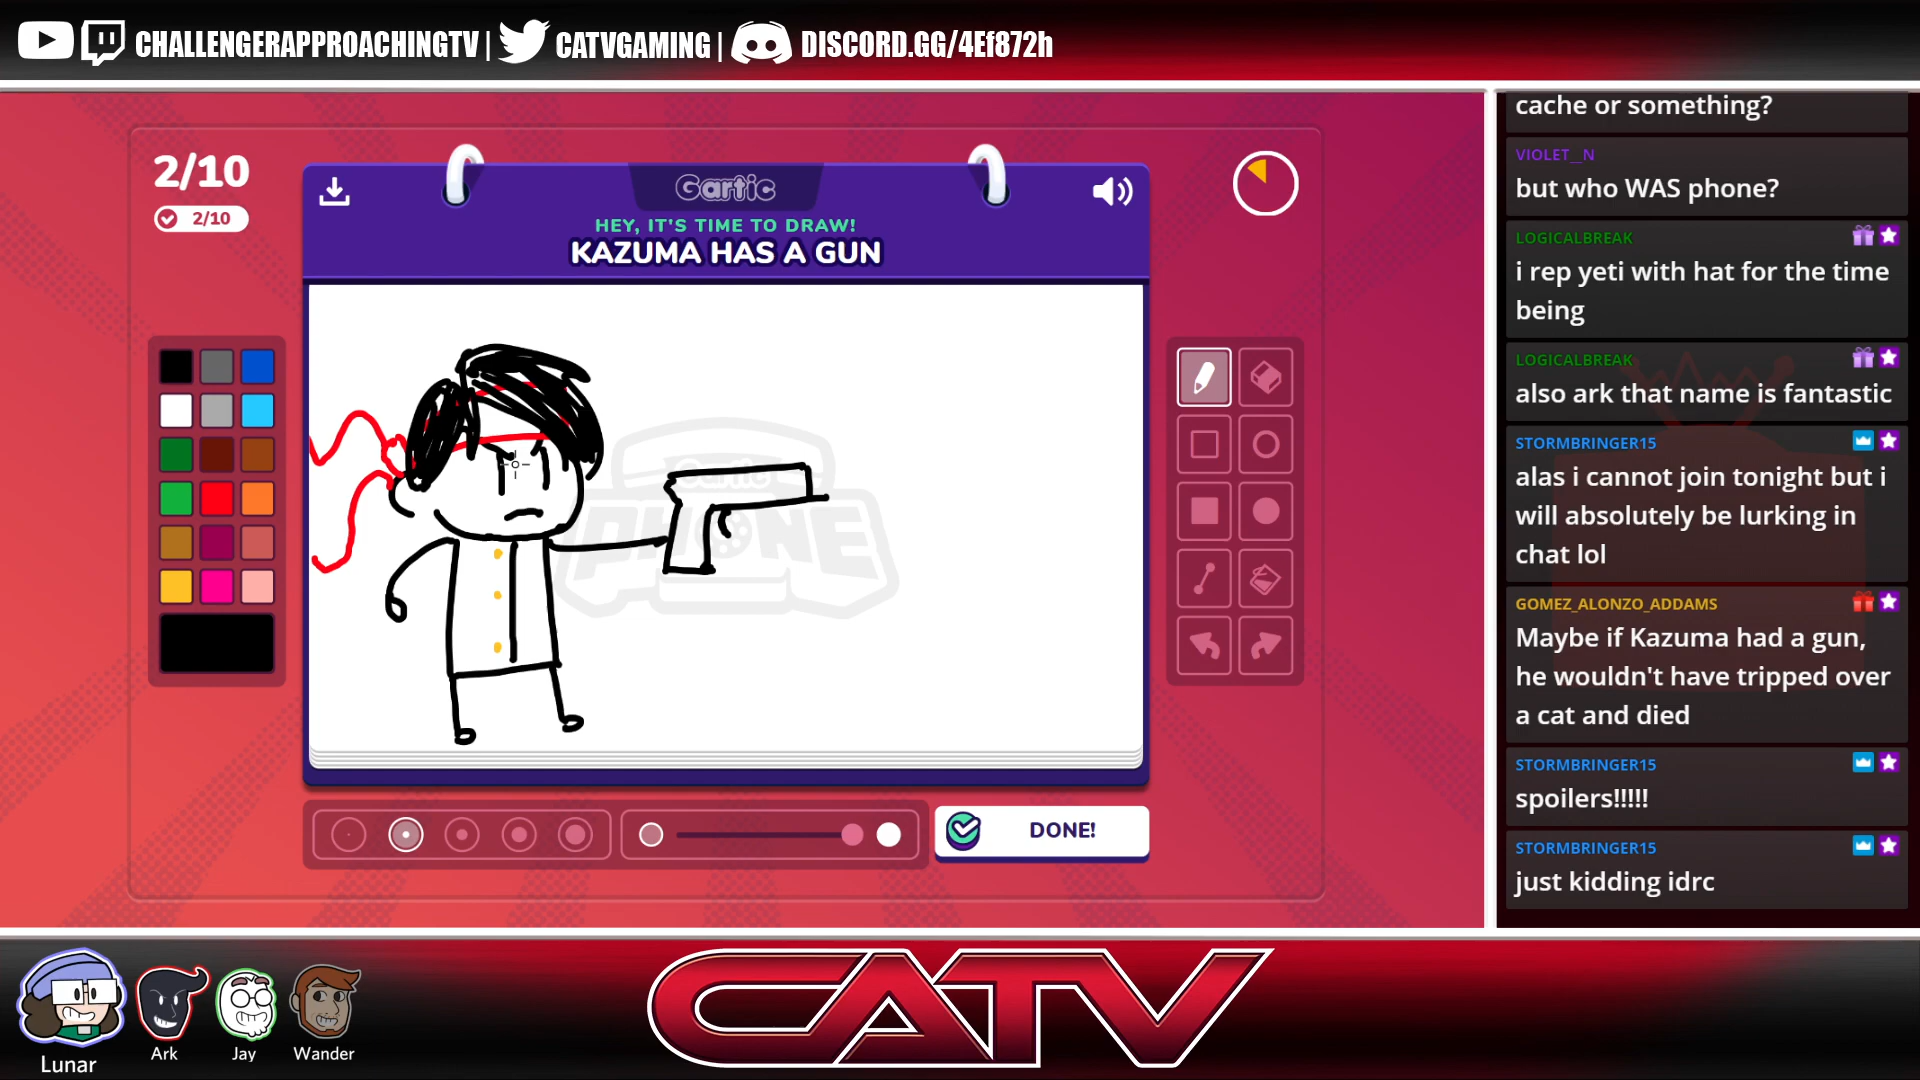 CHALLENGERAPPROACHINGTV | CATVGAMING | DISCORD.GG/4Ef872h
2/10
2/10
Gartic
HEY, IT'S TIME TO DRAW!
KAZUMA HAS A GUN
Gartic
PHONE
DONE!
cache or something?
VIOLET__N
but who WAS phone?
LOGICALBREAK
i rep yeti with hat for the time
being
LOGICALBREAK
also ark that name is fantastic
STORMBRINGER15
alas i cannot join tonight but i
will absolutely be lurking in
chat lol
GOMEZ_ALONZO_ADDAMS
Maybe if Kazuma had a gun,
he wouldn't have tripped over
a cat and died
STORMBRINGER15
spoilers!!!!!
STORMBRINGER15
just kidding idrc
Lunar
Ark
Jay
Wander
CATV